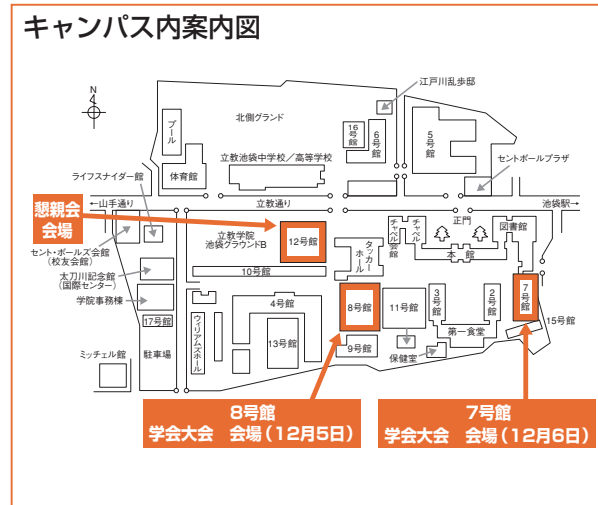 キャンパス内案内図
N
江戸川乱歩邸
プール
北側グランド
16号館
6号館
5号館
体育館
立教池袋中学校／高等学校
ライフスナイダー館
セントポールプラザ
←山手通り
立教通り
池袋駅→
懇親会
会場
立教学院
池袋グラウンドB
12号館
タッカーホール
チャペル
チャペル会館
正門
本館
図書館
セント・ポールズ会館
（校友会館）
太刀川記念館
（国際センター）
10号館
学院事務棟
17号館
ウィリアムズホール
4号館
13号館
8号館
9号館
11号館
3号館
2号館
7号館
第一食堂
15号館
ミッチェル館
駐車場
保健室
8号館
学会大会　会場（12月5日）
7号館
学会大会　会場（12月6日）